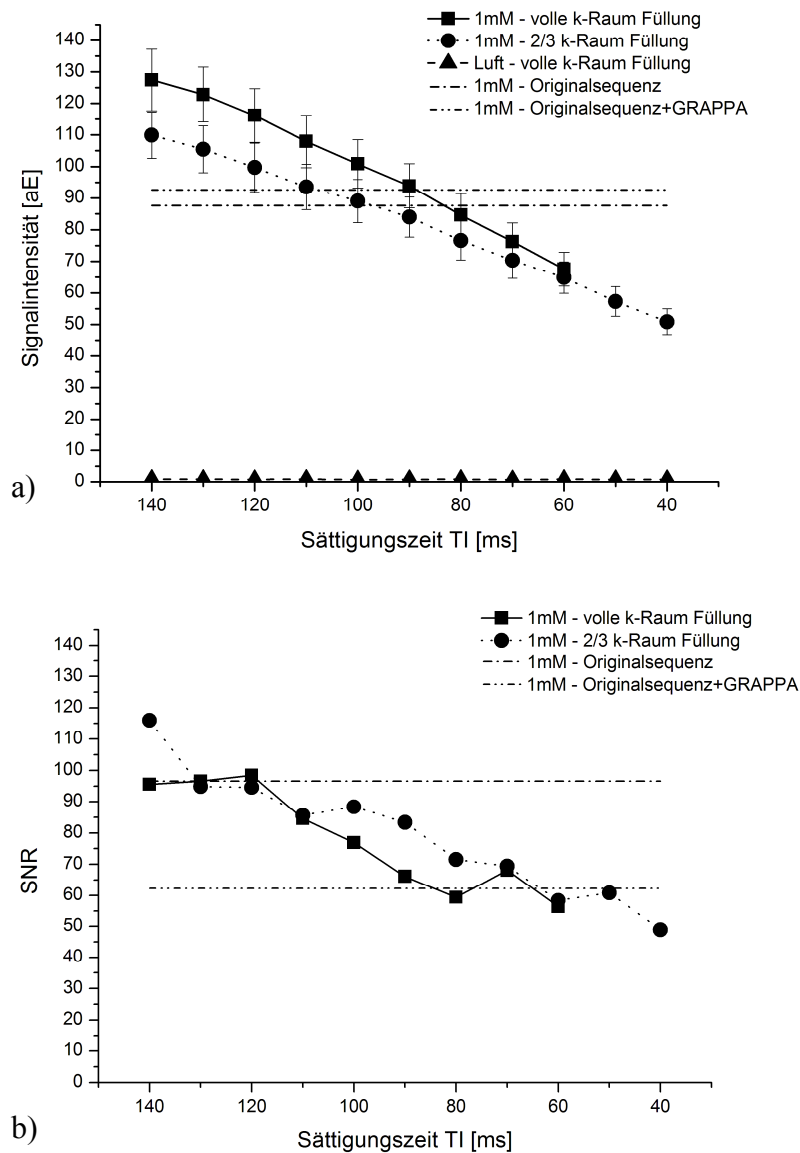 1mM - volle k-Raum Füllung
1mM - 2/3 k-Raum Füllung
Luft - volle k-Raum Füllung
1mM - Originalsequenz
1mM - Originalsequenz+GRAPPA
140
130
120
110
100
90
80
70
60
50
40
30
20
10
0
Signalintensität [aE]
140 120 100 80 60 40
Sättigungszeit TI [ms]
a)
1mM - volle k-Raum Füllung
1mM - 2/3 k-Raum Füllung
1mM - Originalsequenz
1mM - Originalsequenz+GRAPPA
140
130
120
110
100
90
80
70
60
50
40
30
20
10
0
SNR
140 120 100 80 60 40
Sättigungszeit TI [ms]
b)